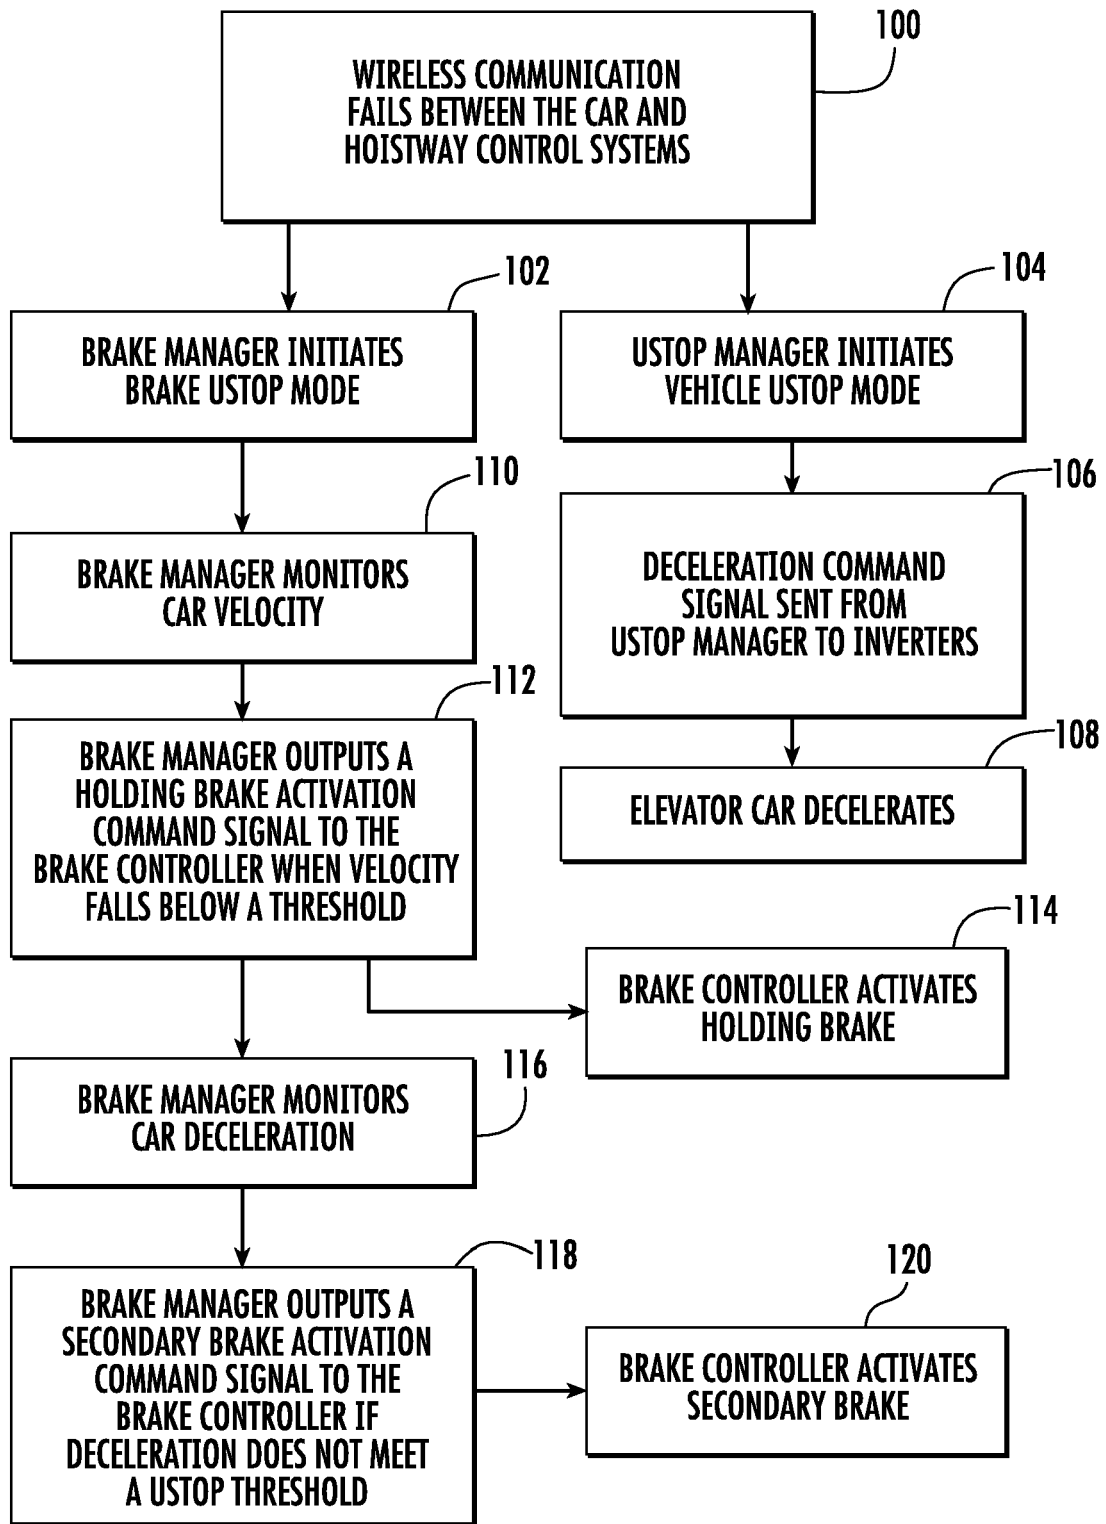 100
WIRELESS COMMUNICATION
FAILS BETWEEN THE CAR AND
HOISTWAY CONTROL SYSTEMS
102
BRAKE MANAGER INITIATES
BRAKE USTOP MODE
104
USTOP MANAGER INITIATES
VEHICLE USTOP MODE
106
DECELERATION COMMAND
SIGNAL SENT FROM
USTOP MANAGER TO INVERTERS
108
ELEVATOR CAR DECELERATES
110
BRAKE MANAGER MONITORS
CAR VELOCITY
112
BRAKE MANAGER OUTPUTS A
HOLDING BRAKE ACTIVATION
COMMAND SIGNAL TO THE
BRAKE CONTROLLER WHEN VELOCITY
FALLS BELOW A THRESHOLD
114
BRAKE CONTROLLER ACTIVATES
HOLDING BRAKE
116
BRAKE MANAGER MONITORS
CAR DECELERATION
118
BRAKE MANAGER OUTPUTS A
SECONDARY BRAKE ACTIVATION
COMMAND SIGNAL TO THE
BRAKE CONTROLLER IF
DECELERATION DOES NOT MEET
A USTOP THRESHOLD
120
BRAKE CONTROLLER ACTIVATES
SECONDARY BRAKE